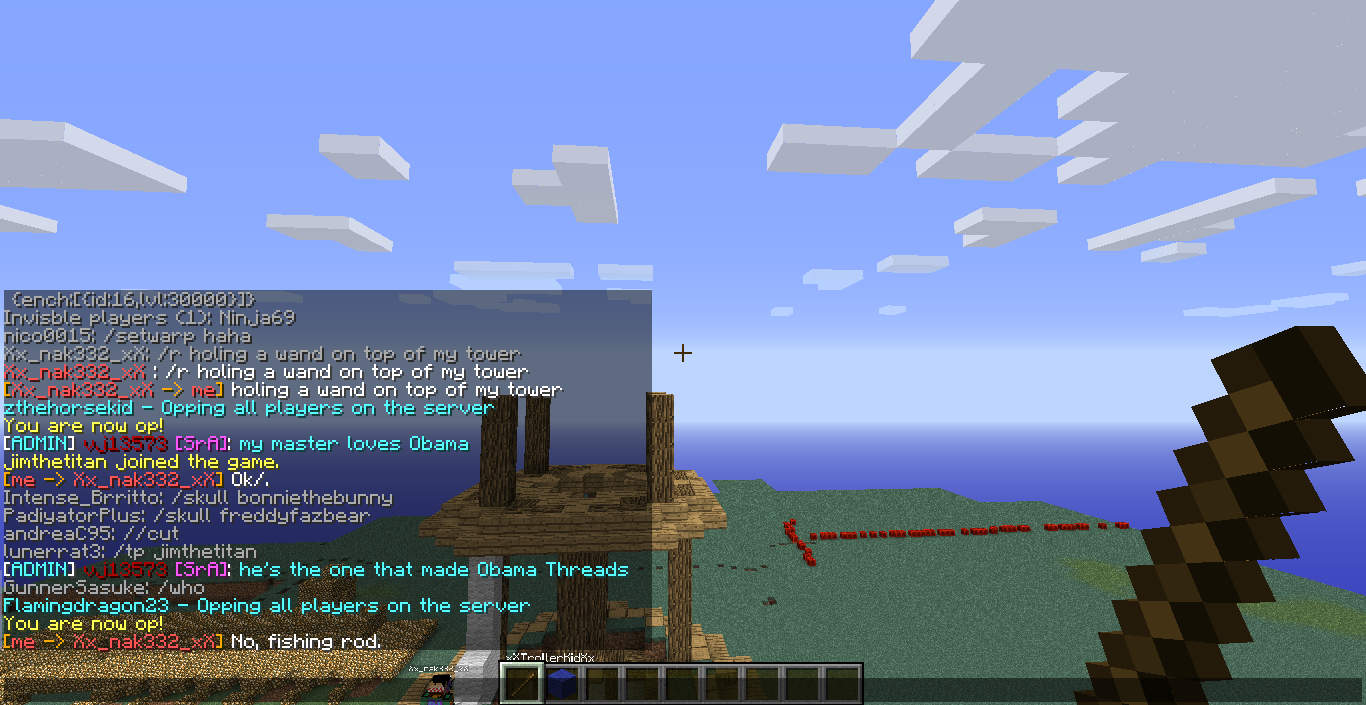 {ench:[{id:16,lvl:30000}]}
Invisble players (1): Ninja69
nico0015: /setwarp haha
Xx_nak332_xX: /r holing a wand on top of my tower
Xx_nak332_xX : /r holing a wand on top of my tower
[Xx_nak332_xX -> me] holing a wand on top of my tower
zthehorsekid - Opping all players on the server
You are now op!
[ADMIN] vj13573 [SrA]: my master loves Obama
jimthetitan joined the game.
[me -> Xx_nak332_xX] Ok/.
Intense_Brritto: /skull bonniethebunny
PadiyatorPlus: /skull freddyfazbear
andreaC95: //cut
lunerrat3: /tp jimthetitan
[ADMIN] vj13573 [SrA]: he's the one that made Obama Threads
GunnerSasuke: /who
Flamingdragon23 - Opping all players on the server
You are now op!
[me -> Xx_nak332_xX] No, fishing rod.
xXTrollerKidXx
Xx_nak332_xX